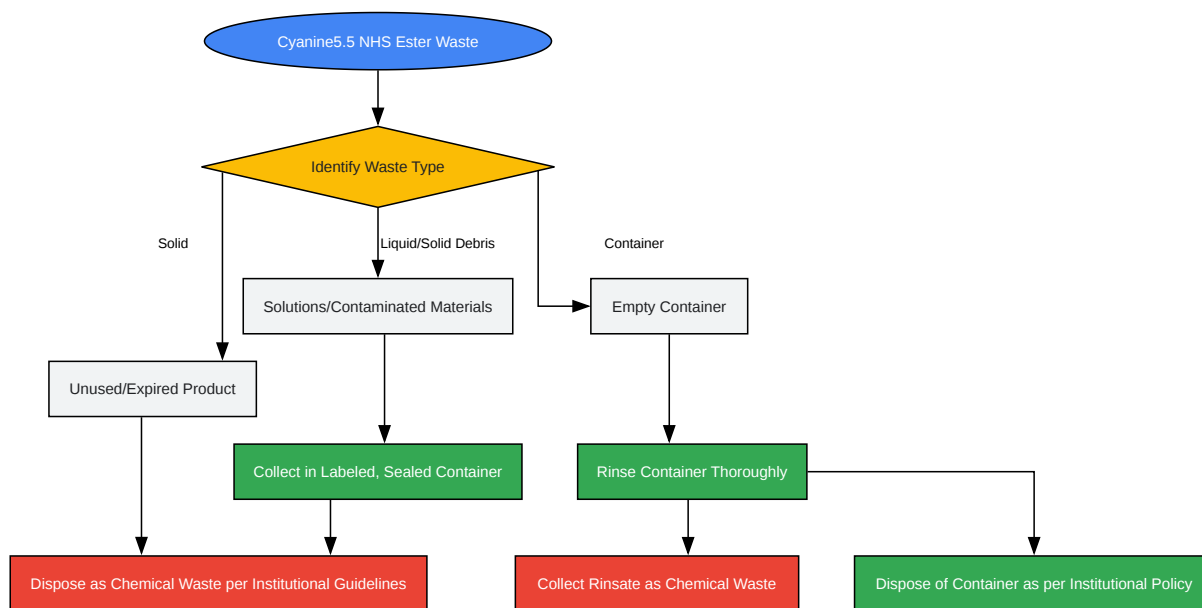 Cyanine5.5 NHS Ester Waste
Identify Waste Type
Solid
Liquid/Solid Debris
Container
Solutions/Contaminated Materials
Empty Container
Unused/Expired Product
Collect in Labeled, Sealed Container
Rinse Container Thoroughly
Dispose as Chemical Waste per Institutional Guidelines
Collect Rinsate as Chemical Waste
Dispose of Container as per Institutional Policy